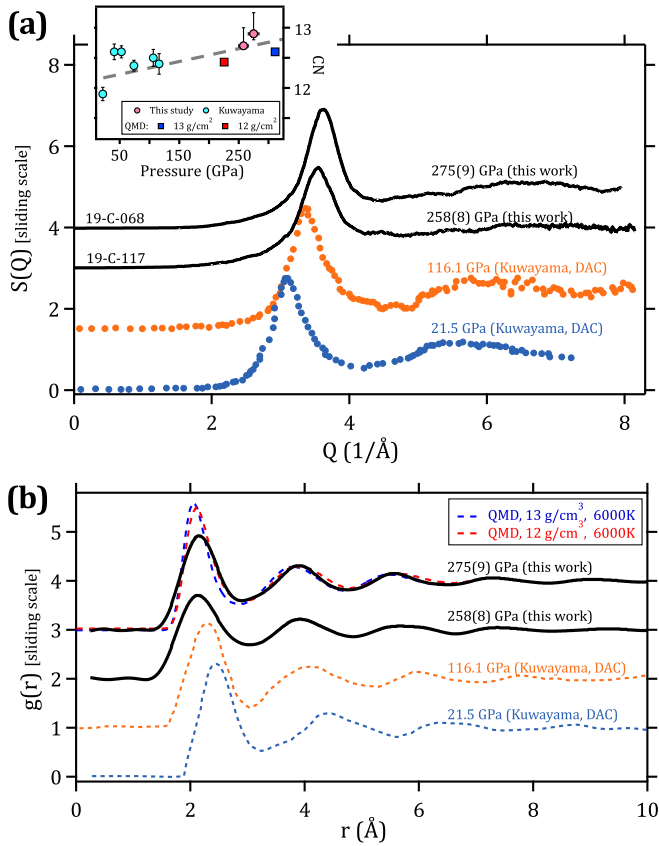 (a)
13
12
CN
This study
Kuwayama
QMD:
13 g/cm²
12 g/cm²
50
150
250
Pressure (GPa)
8
6
4
2
0
S(Q) [sliding scale]
275(9) GPa (this work)
19-C-068
258(8) GPa (this work)
19-C-117
116.1 GPa (Kuwayama, DAC)
21.5 GPa (Kuwayama, DAC)
0 2 4 6 8
Q (1/Å)
(b)
QMD, 13 g/cm³, 6000K
QMD, 12 g/cm³, 6000K
5
4
3
2
1
0
g(r) [sliding scale]
275(9) GPa (this work)
258(8) GPa (this work)
116.1 GPa (Kuwayama, DAC)
21.5 GPa (Kuwayama, DAC)
0 2 4 6 8 10
r (Å)